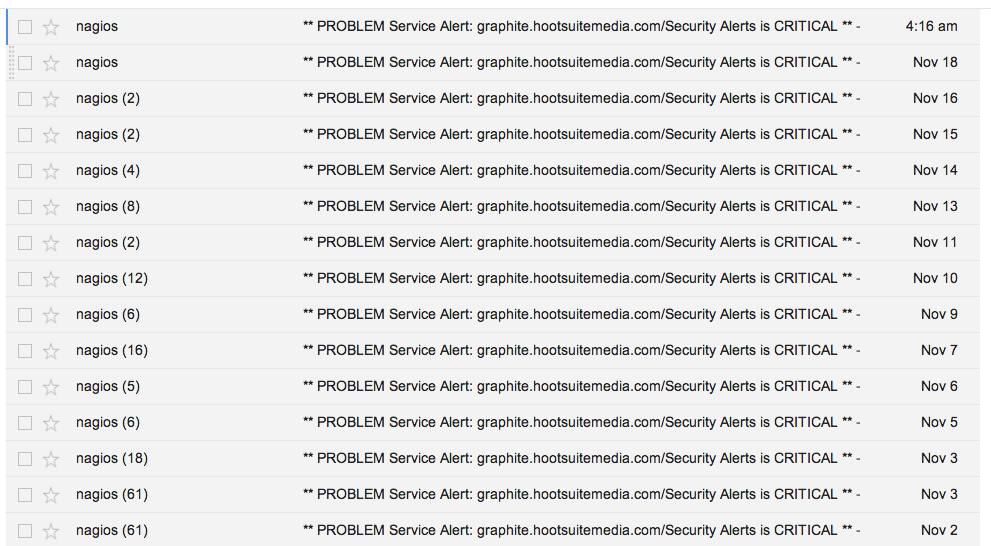 nagios ** PROBLEM Service Alert: graphite.hootsuitemedia.com/Security Alerts is CRITICAL ** - 4:16 am
nagios ** PROBLEM Service Alert: graphite.hootsuitemedia.com/Security Alerts is CRITICAL ** - Nov 18
nagios (2) ** PROBLEM Service Alert: graphite.hootsuitemedia.com/Security Alerts is CRITICAL ** - Nov 16
nagios (2) ** PROBLEM Service Alert: graphite.hootsuitemedia.com/Security Alerts is CRITICAL ** - Nov 15
nagios (4) ** PROBLEM Service Alert: graphite.hootsuitemedia.com/Security Alerts is CRITICAL ** - Nov 14
nagios (8) ** PROBLEM Service Alert: graphite.hootsuitemedia.com/Security Alerts is CRITICAL ** - Nov 13
nagios (2) ** PROBLEM Service Alert: graphite.hootsuitemedia.com/Security Alerts is CRITICAL ** - Nov 11
nagios (12) ** PROBLEM Service Alert: graphite.hootsuitemedia.com/Security Alerts is CRITICAL ** - Nov 10
nagios (6) ** PROBLEM Service Alert: graphite.hootsuitemedia.com/Security Alerts is CRITICAL ** - Nov 9
nagios (16) ** PROBLEM Service Alert: graphite.hootsuitemedia.com/Security Alerts is CRITICAL ** - Nov 7
nagios (5) ** PROBLEM Service Alert: graphite.hootsuitemedia.com/Security Alerts is CRITICAL ** - Nov 6
nagios (6) ** PROBLEM Service Alert: graphite.hootsuitemedia.com/Security Alerts is CRITICAL ** - Nov 5
nagios (18) ** PROBLEM Service Alert: graphite.hootsuitemedia.com/Security Alerts is CRITICAL ** - Nov 3
nagios (61) ** PROBLEM Service Alert: graphite.hootsuitemedia.com/Security Alerts is CRITICAL ** - Nov 3
nagios (61) ** PROBLEM Service Alert: graphite.hootsuitemedia.com/Security Alerts is CRITICAL ** - Nov 2